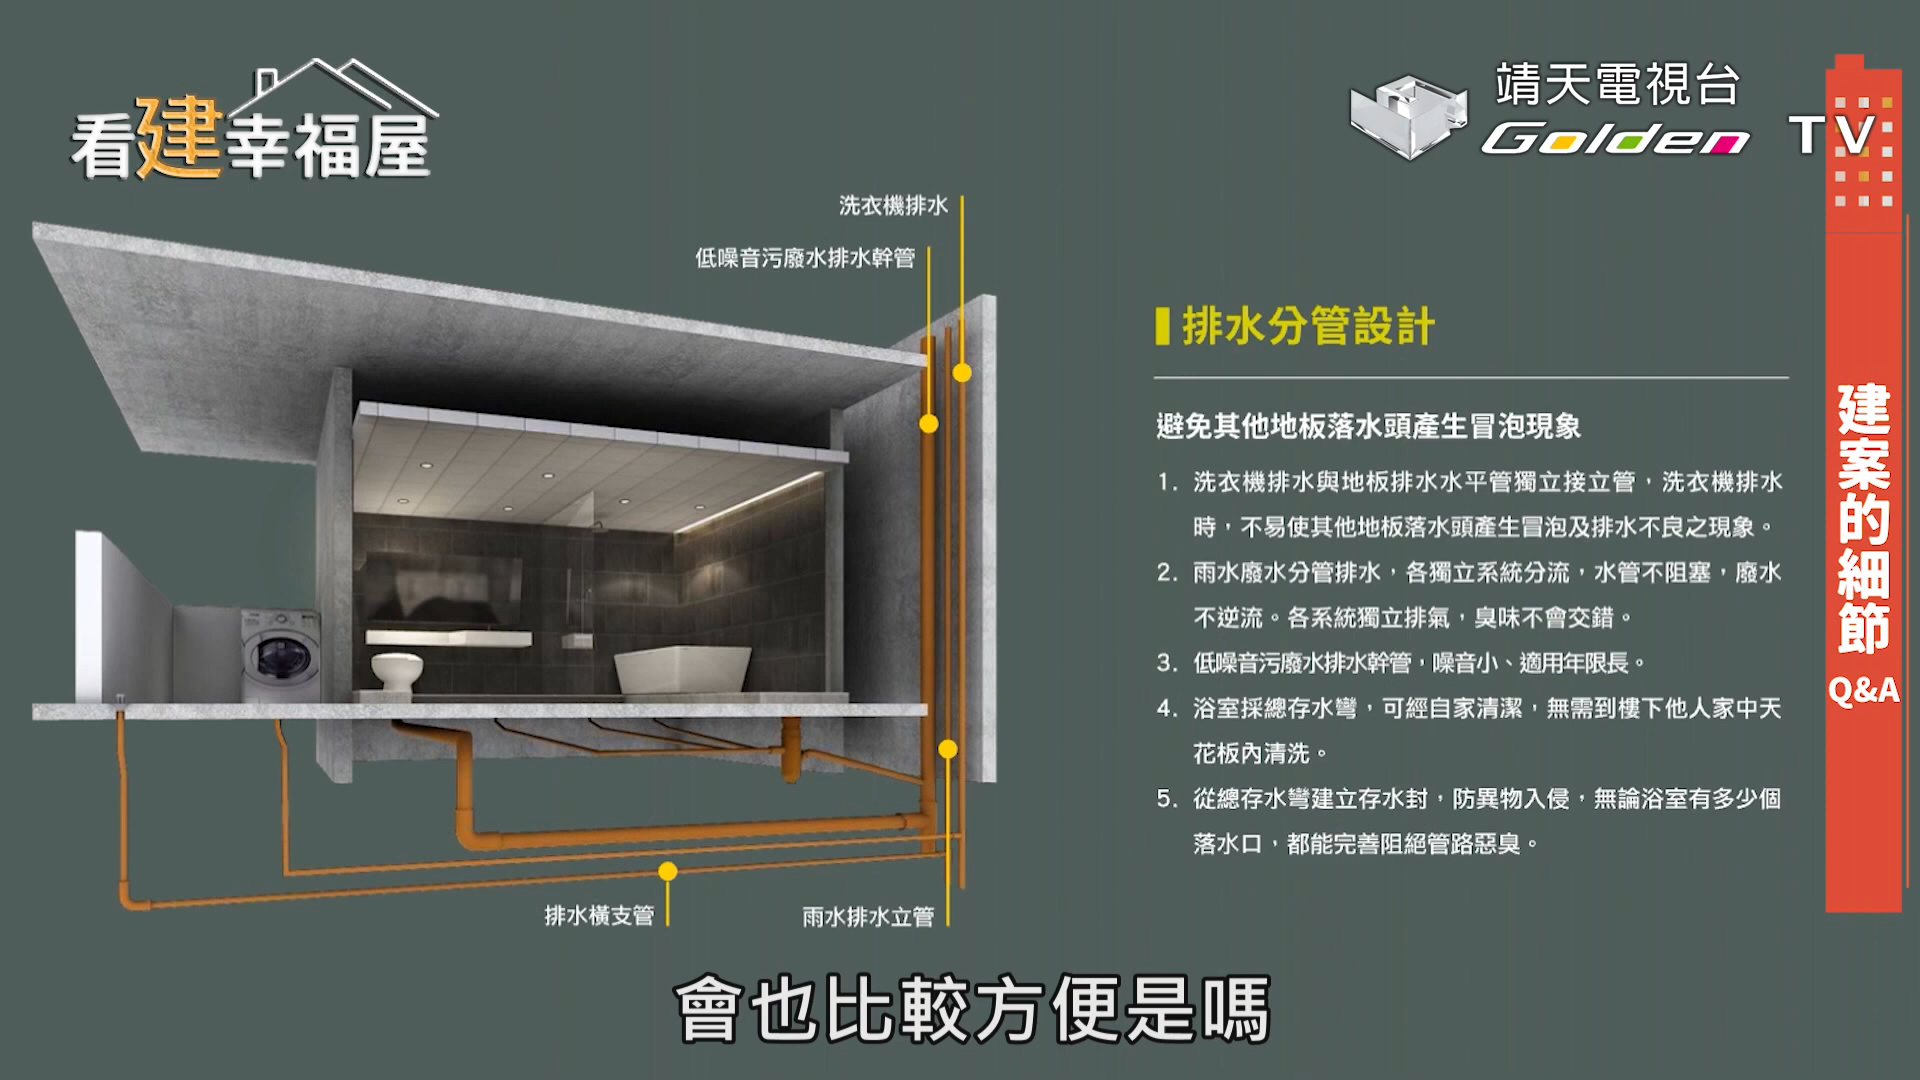 看建幸福屋
靖天電視台
Golden TV
洗衣機排水
低噪音污廢水排水幹管
排水橫支管
雨水排水立管
排水分管設計
避免其他地板落水頭產生冒泡現象
1. 洗衣機排水與地板排水水平管獨立接立管，洗衣機排水
時，不易使其他地板落水頭產生冒泡及排水不良之現象。
2. 雨水廢水分管排水，各獨立系統分流，水管不阻塞，廢水
不逆流。各系統獨立排氣，臭味不會交錯。
3. 低噪音污廢水排水幹管，噪音小、適用年限長。
4. 浴室採總存水彎，可經自家清潔，無需到樓下他人家中天
花板內清洗。
5. 從總存水彎建立存水封，防異物入侵，無論浴室有多少個
落水口，都能完善阻絕管路惡臭。
建案的細節
Q&A
會也比較方便是嗎